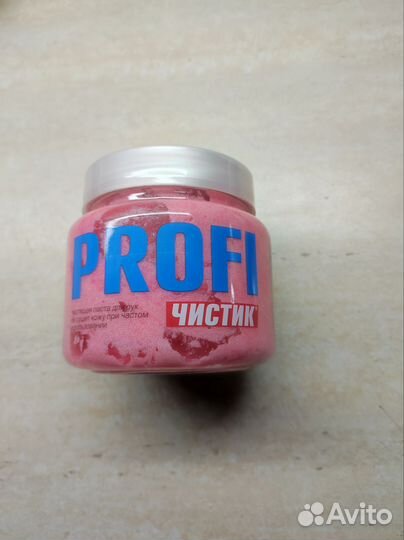 PROFI
ЧИСТИК
Чистящая паста для рук
не сушит кожу при частом
использовании
Avito